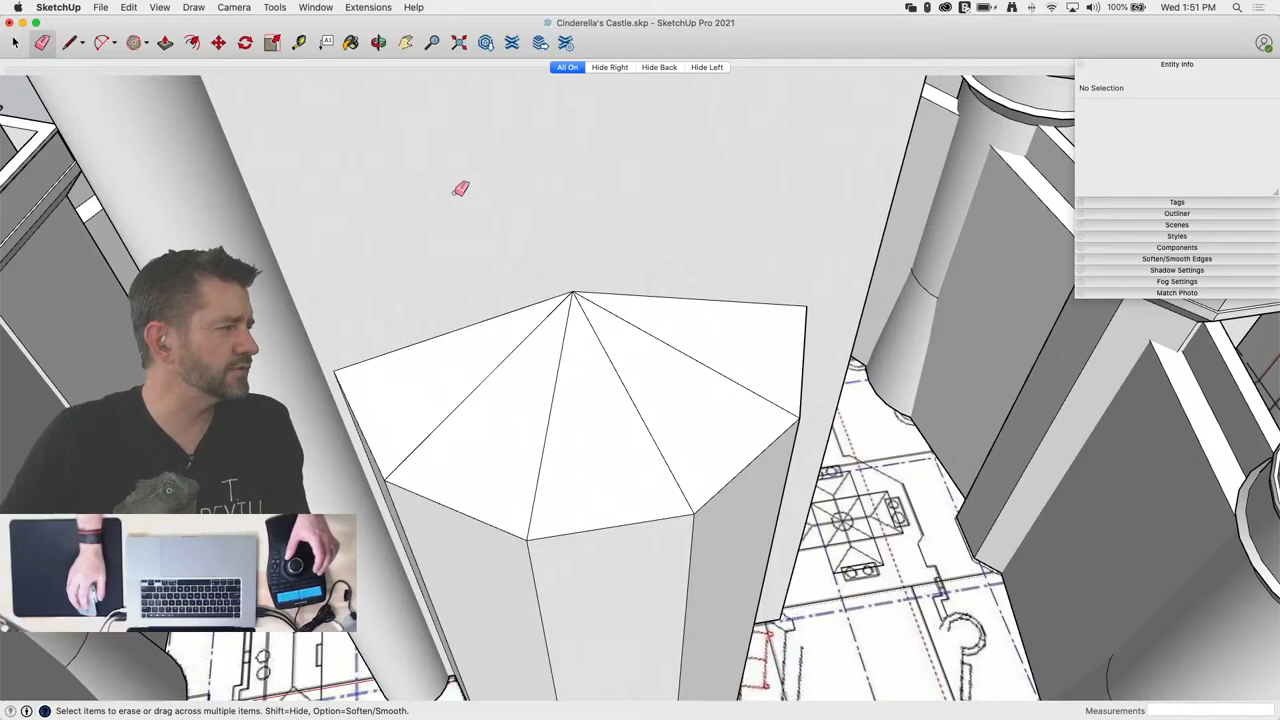 SketchUp File Edit View Draw Camera Tools Window Extensions Help
100% Wed 1:51 PM
Cinderella's Castle.skp - SketchUp Pro 2021
All On Hide Right Hide Back Hide Left
Entity Info
No Selection
Tags
Outliner
Scenes
Styles
Components
Soften/Smooth Edges
Shadow Settings
Fog Settings
Match Photo
Select items to erase or drag across multiple items. Shift=Hide, Option=Soften/Smooth.
Measurements